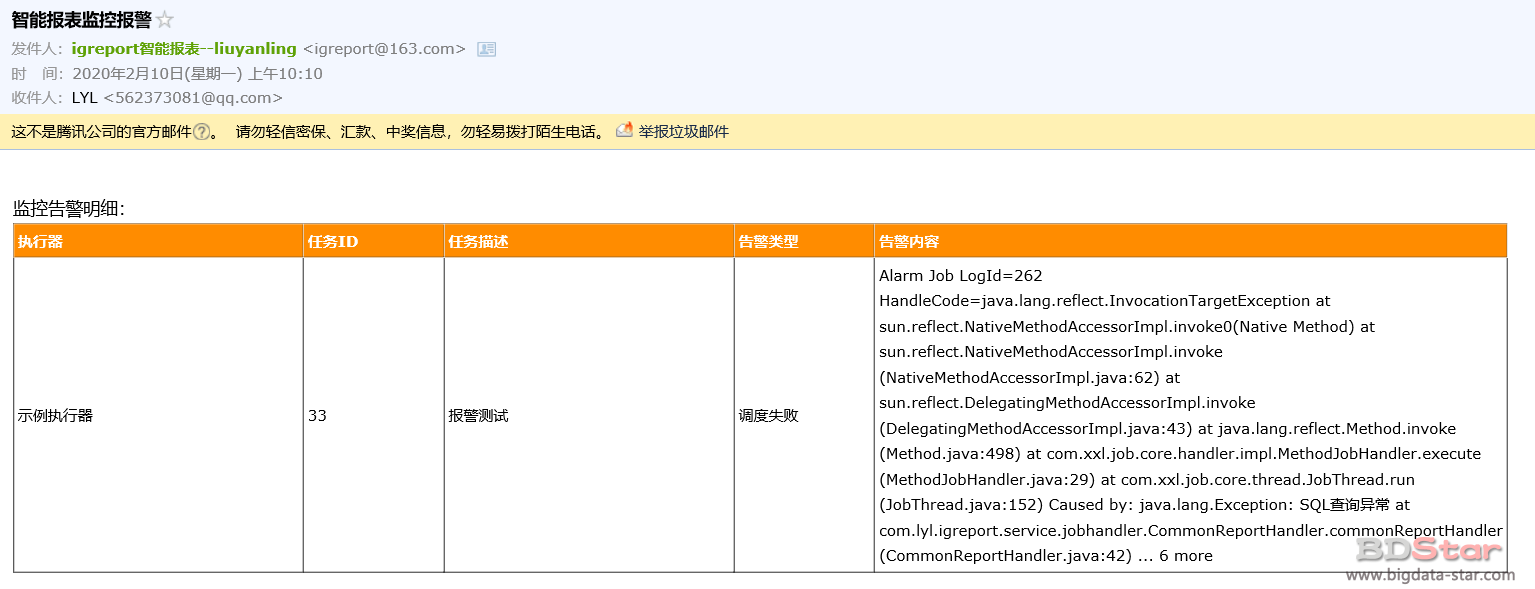 智能报表监控报警
发件人：igreport智能报表--liuyanling <igreport@163.com>
时　间：2020年2月10日(星期一) 上午10:10
收件人：LYL <562373081@qq.com>
这不是腾讯公司的官方邮件?。 请勿轻信密保、汇款、中奖信息，勿轻易拨打陌生电话。 举报垃圾邮件
监控告警明细：
执行器 任务ID 任务描述 告警类型 告警内容
示例执行器 33 报警测试 调度失败
Alarm Job LogId=262
HandleCode=java.lang.reflect.InvocationTargetException at
sun.reflect.NativeMethodAccessorImpl.invoke0(Native Method) at
sun.reflect.NativeMethodAccessorImpl.invoke
(NativeMethodAccessorImpl.java:62) at
sun.reflect.DelegatingMethodAccessorImpl.invoke
(DelegatingMethodAccessorImpl.java:43) at java.lang.reflect.Method.invoke
(Method.java:498) at com.xxl.job.core.handler.impl.MethodJobHandler.execute
(MethodJobHandler.java:29) at com.xxl.job.core.thread.JobThread.run
(JobThread.java:152) Caused by: java.lang.Exception: SQL查询异常 at
com.lyl.igreport.service.jobhandler.CommonReportHandler.commonReportHandler
(CommonReportHandler.java:42) ... 6 more
BDStar
www.bigdata-star.com